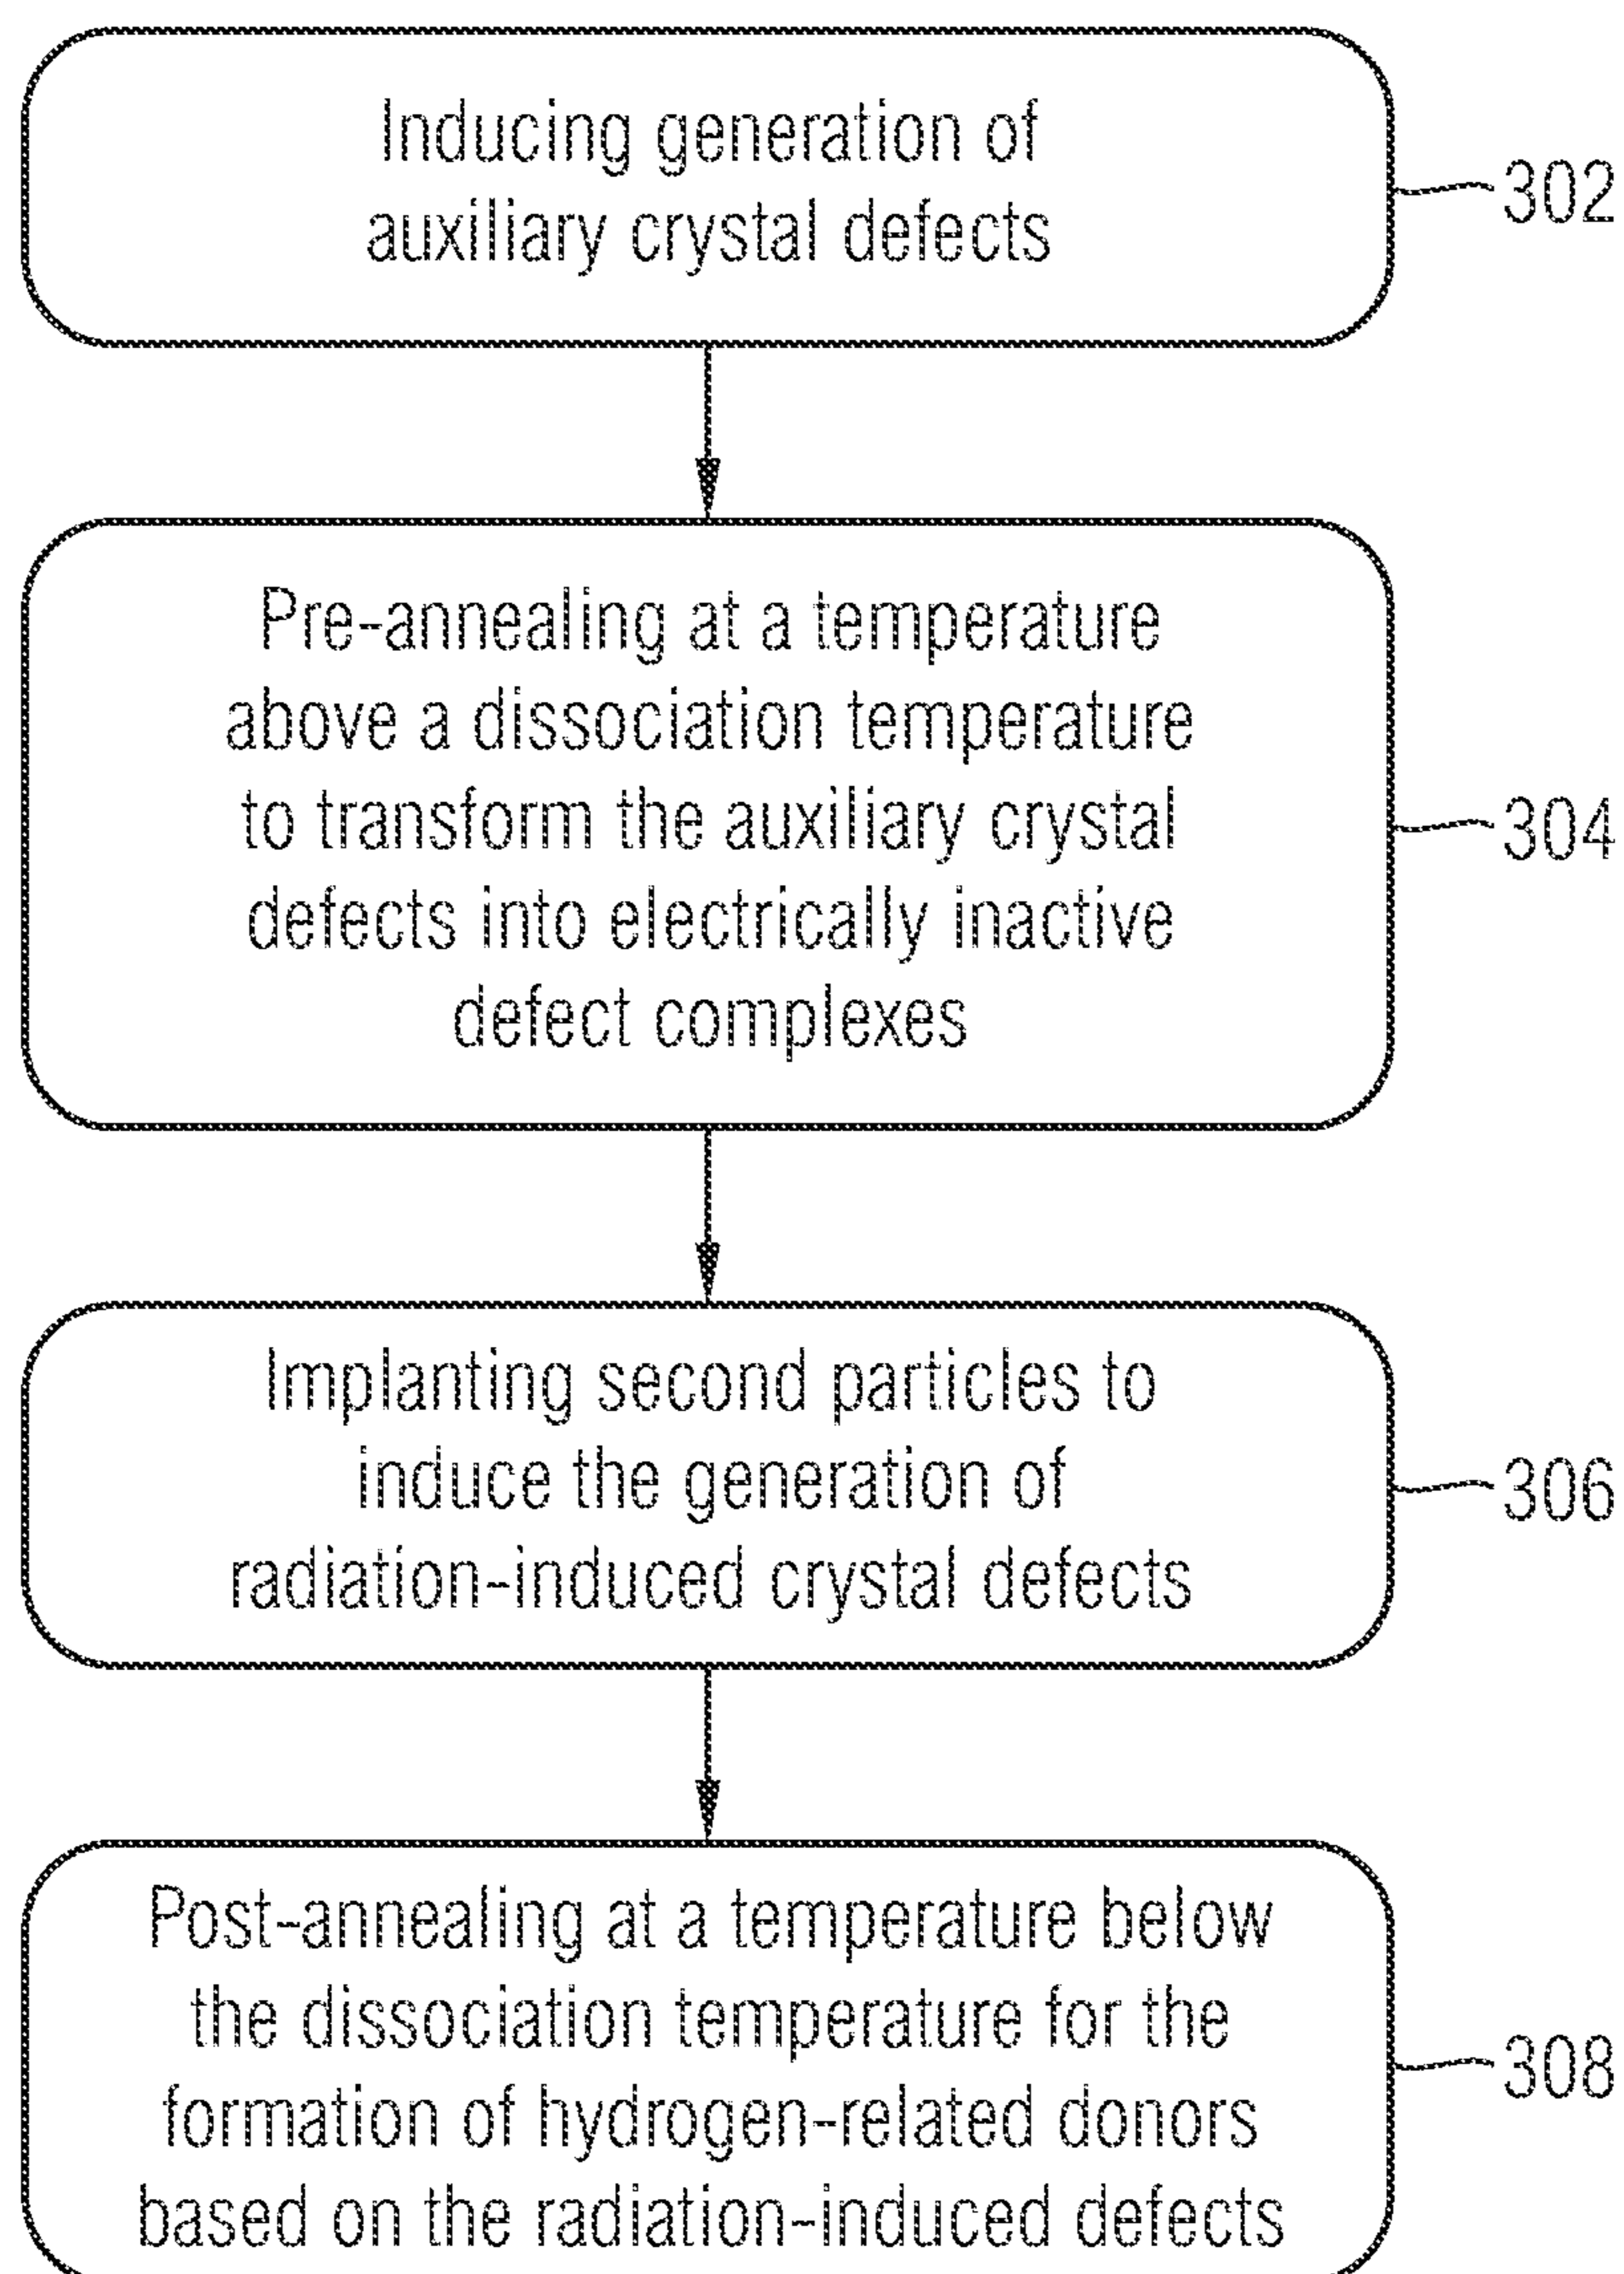 Inducing generation of
auxiliary crystal defects
302
Pre-annealing at a temperature
above a dissociation temperature
to transform the auxiliary crystal
defects into electrically inactive
defect complexes
304
Implanting second particles to
induce the generation of
radiation-induced crystal defects
306
Post-annealing at a temperature below
the dissociation temperature for the
formation of hydrogen-related donors
based on the radiation-induced defects
308